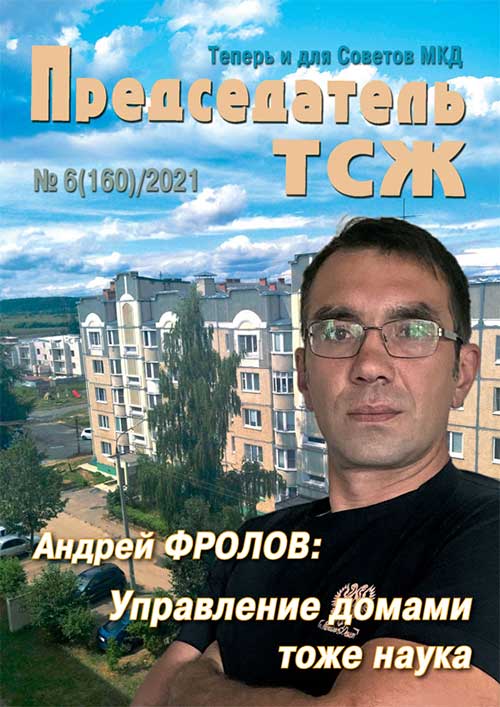 Теперь и для Советов МКД
Председатель
ТСЖ
№ 6(160)/2021
Андрей ФРОЛОВ:
Управление домами
тоже наука